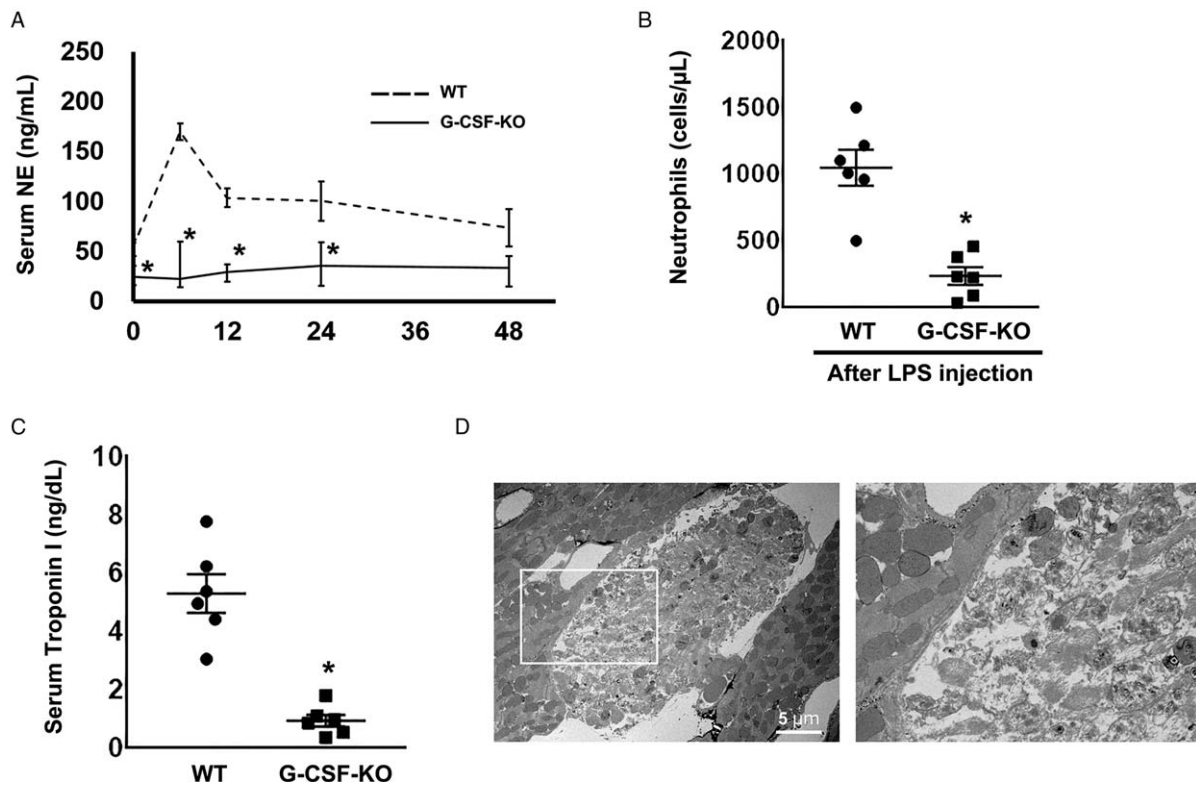 A
Serum NE (ng/mL)
250
200
150
100
50
0
0 12 24 36 48
WT
G-CSF-KO
*
*
*
*
B
Neutrophils (cells/μL)
2000
1500
1000
500
0
*
WT G-CSF-KO
After LPS injection
C
Serum Troponin I (ng/dL)
10
8
6
4
2
0
*
WT G-CSF-KO
D
5 μm